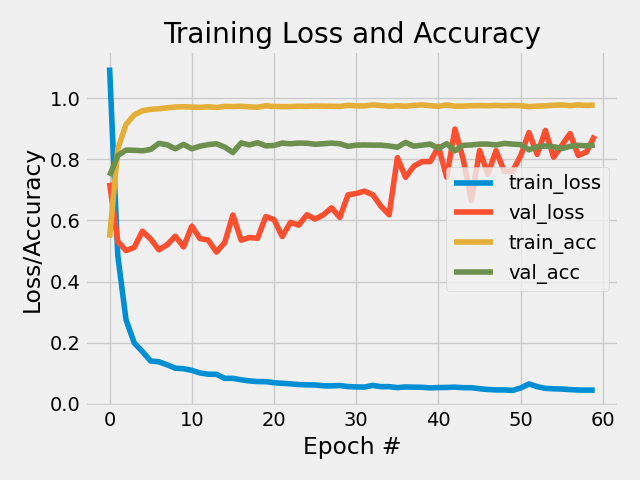 Training Loss and Accuracy
Loss/Accuracy
1.0
0.8
0.6
0.4
0.2
0.0
train_loss
val_loss
train_acc
val_acc
0 10 20 30 40 50 60
Epoch #